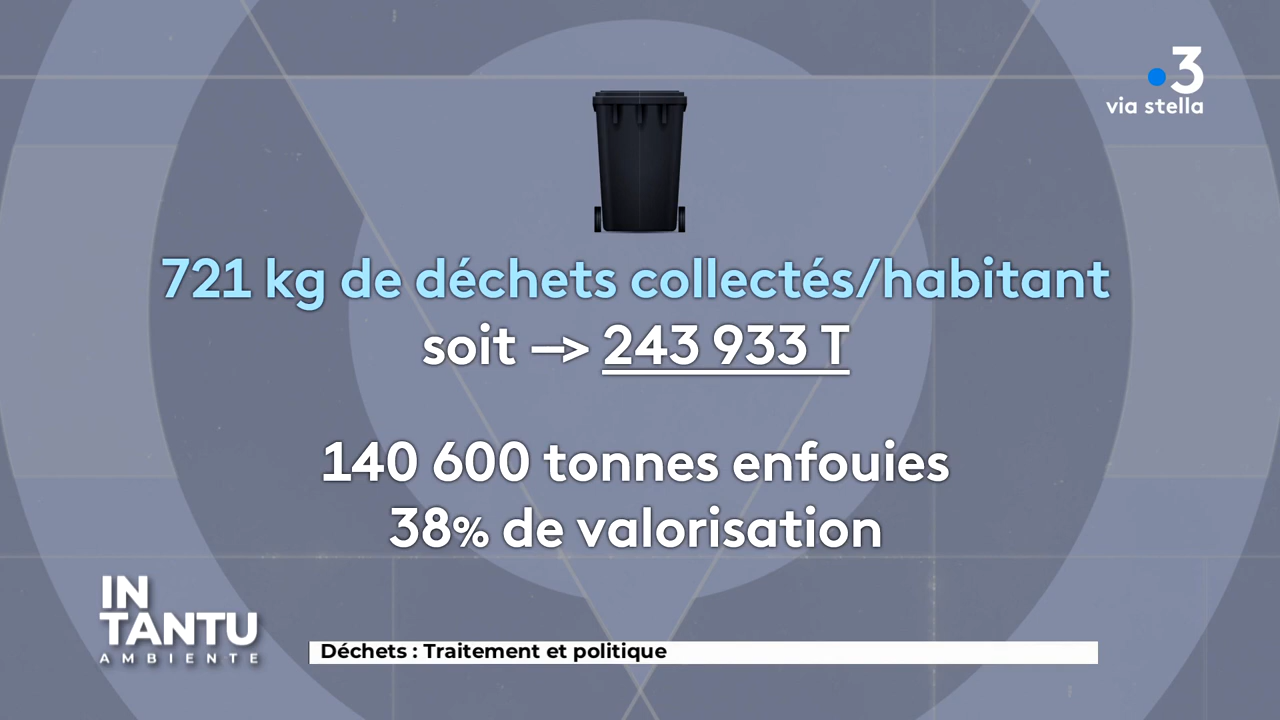 3
via stella
721 kg de déchets collectés/habitant
soit —> 243 933 T
140 600 tonnes enfouies
38% de valorisation
IN
TANTU
AMBIENTE
Déchets : Traitement et politique